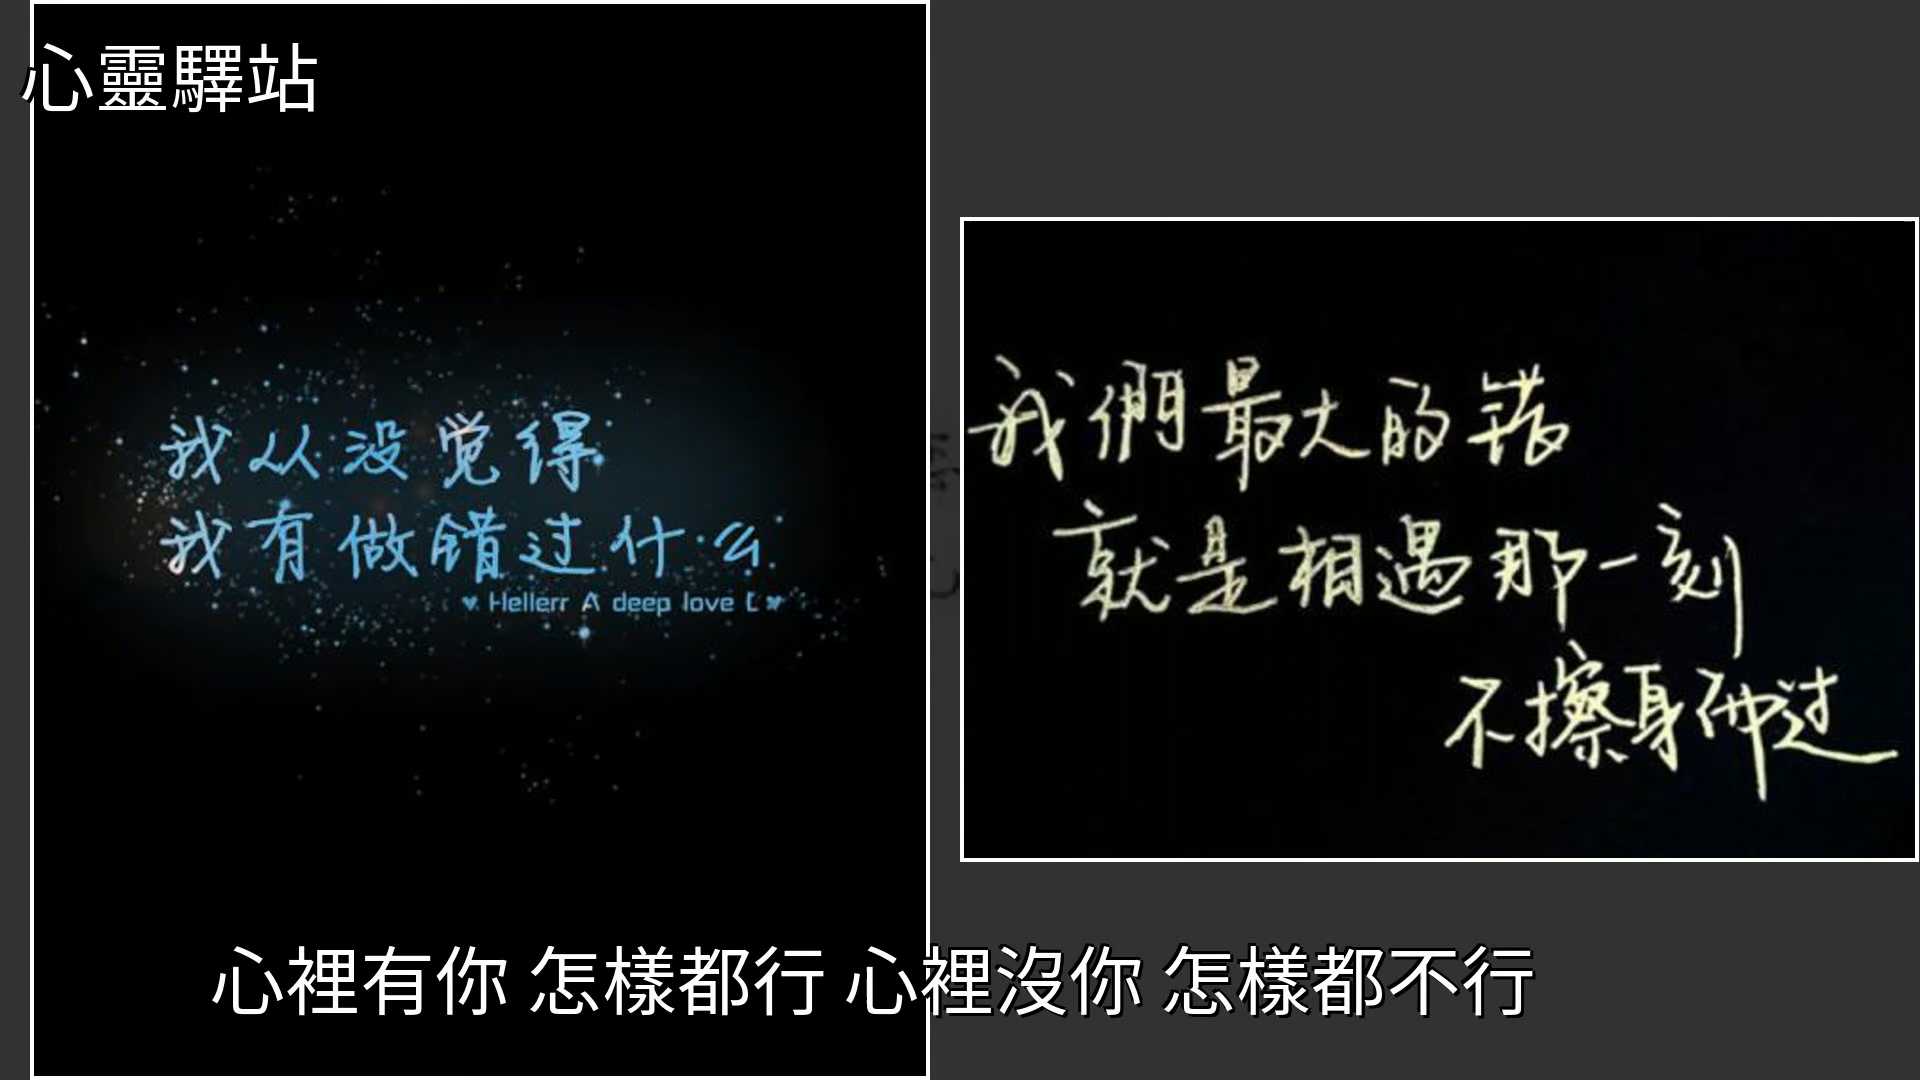 心靈驛站
我从没觉得
我有做错过什么
♥ Hellerr A deep love [ ♥
我們最大的错
就是相遇那一刻
不擦身而过
心裡有你 怎樣都行 心裡沒你 怎樣都不行